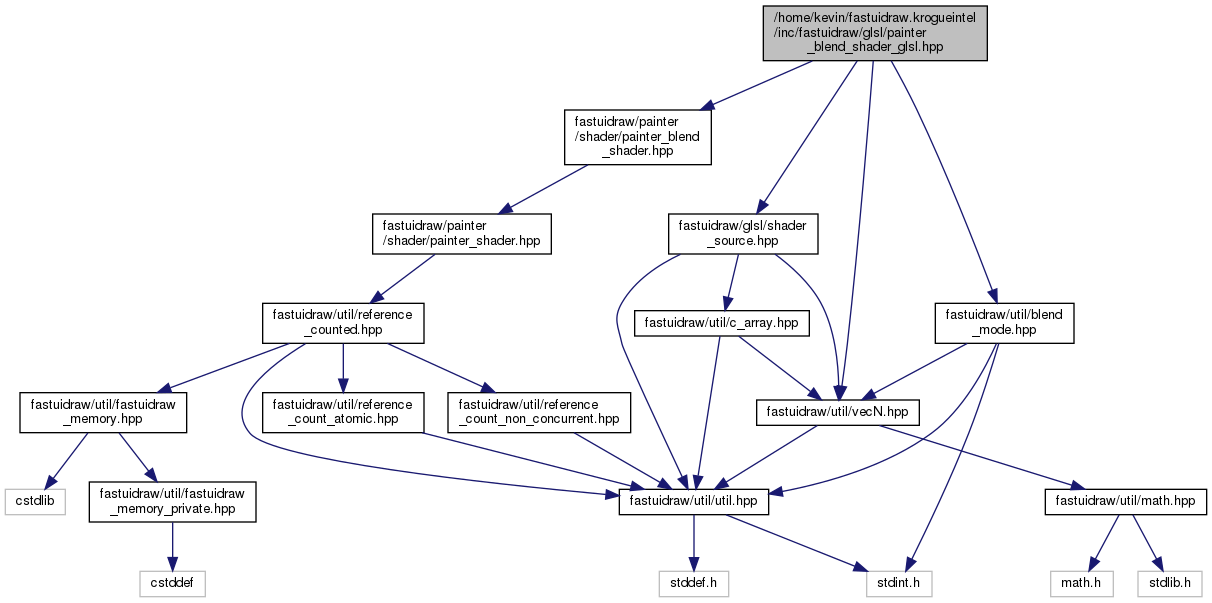 /home/kevin/fastuidraw.krogueintel
/inc/fastuidraw/glsl/painter
_blend_shader_glsl.hpp
fastuidraw/painter
/shader/painter_blend
_shader.hpp
fastuidraw/painter
/shader/painter_shader.hpp
fastuidraw/glsl/shader
_source.hpp
fastuidraw/util/reference
_counted.hpp
fastuidraw/util/c_array.hpp
fastuidraw/util/blend
_mode.hpp
fastuidraw/util/fastuidraw
_memory.hpp
fastuidraw/util/reference
_count_atomic.hpp
fastuidraw/util/reference
_count_non_concurrent.hpp
fastuidraw/util/vecN.hpp
cstdlib
fastuidraw/util/fastuidraw
_memory_private.hpp
fastuidraw/util/util.hpp
fastuidraw/util/math.hpp
cstddef
stddef.h
stdint.h
math.h
stdlib.h